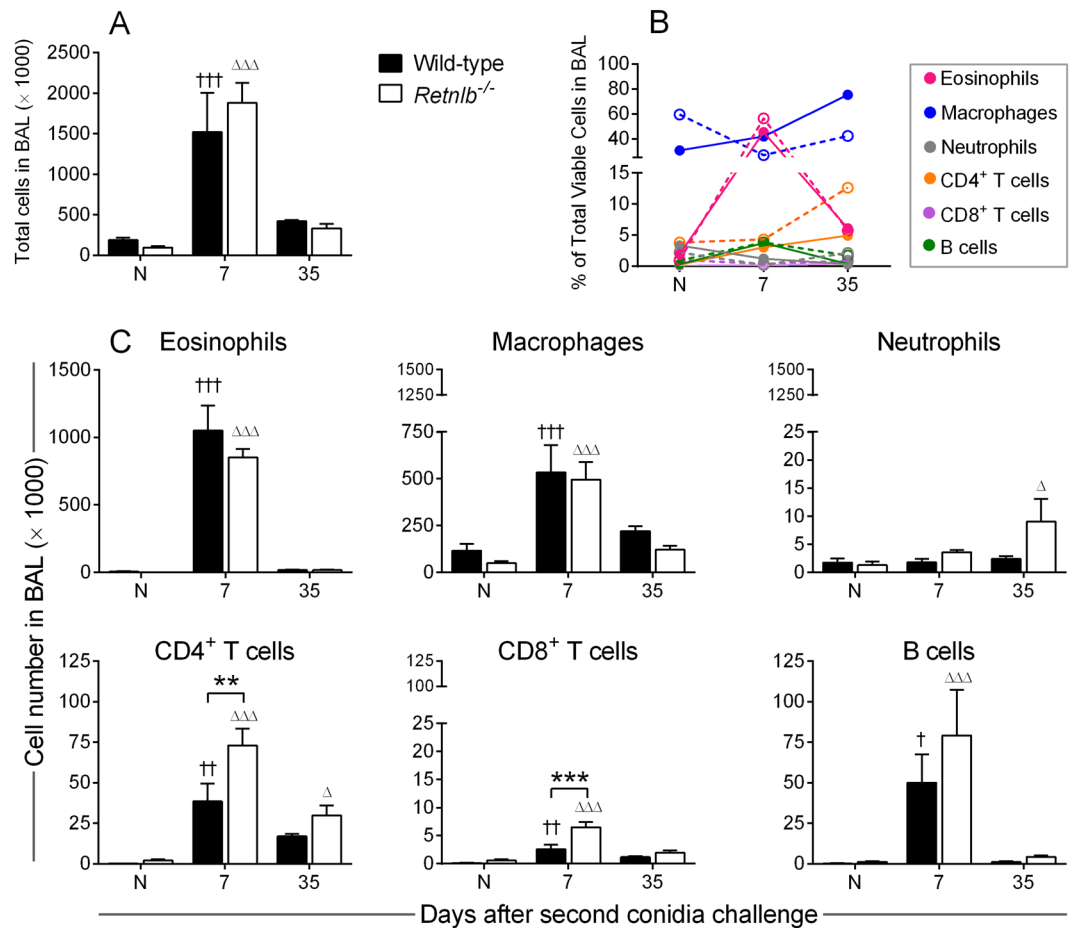 A
Total cells in BAL (× 1000)
2500
2000
1500
1000
500
0
††† ΔΔΔ
N 7 35
Wild-type
Retnlb-/-
B
% of Total Viable Cells in BAL
100
80
60
40
15
10
5
0
N 7 35
Eosinophils
Macrophages
Neutrophils
CD4+ T cells
CD8+ T cells
B cells
C
Cell number in BAL (× 1000)
Eosinophils
1500
1000
500
0
†††
ΔΔΔ
N 7 35
Macrophages
1500
1250
750
500
250
0
†††
ΔΔΔ
N 7 35
Neutrophils
1500
1250
25
20
15
10
5
0
Δ
N 7 35
CD4+ T cells
125
100
75
50
25
0
**
††
ΔΔΔ
Δ
N 7 35
CD8+ T cells
125
100
25
20
15
10
5
0
***
††
ΔΔΔ
N 7 35
B cells
125
100
75
50
25
0
†
ΔΔΔ
N 7 35
Days after second conidia challenge